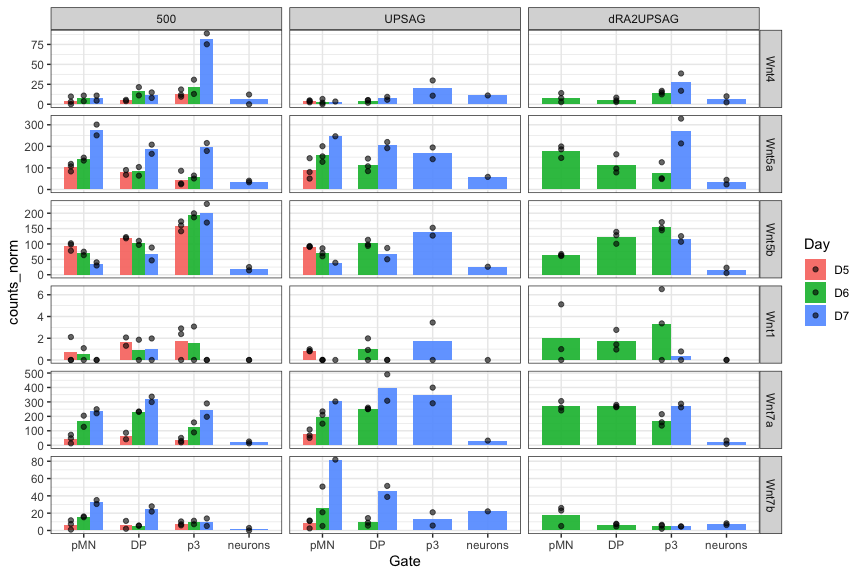 500 UPSAG dRA2UPSAG
75
50
25
0
Wnt4
300
200
100
0
Wnt5a
200
150
100
50
0
Wnt5b
6
4
2
0
Wnt1
500
400
300
200
100
0
Wnt7a
80
60
40
20
0
Wnt7b
counts_norm
pMN DP p3 neurons pMN DP p3 neurons pMN DP p3 neurons
Gate
Day
D5
D6
D7